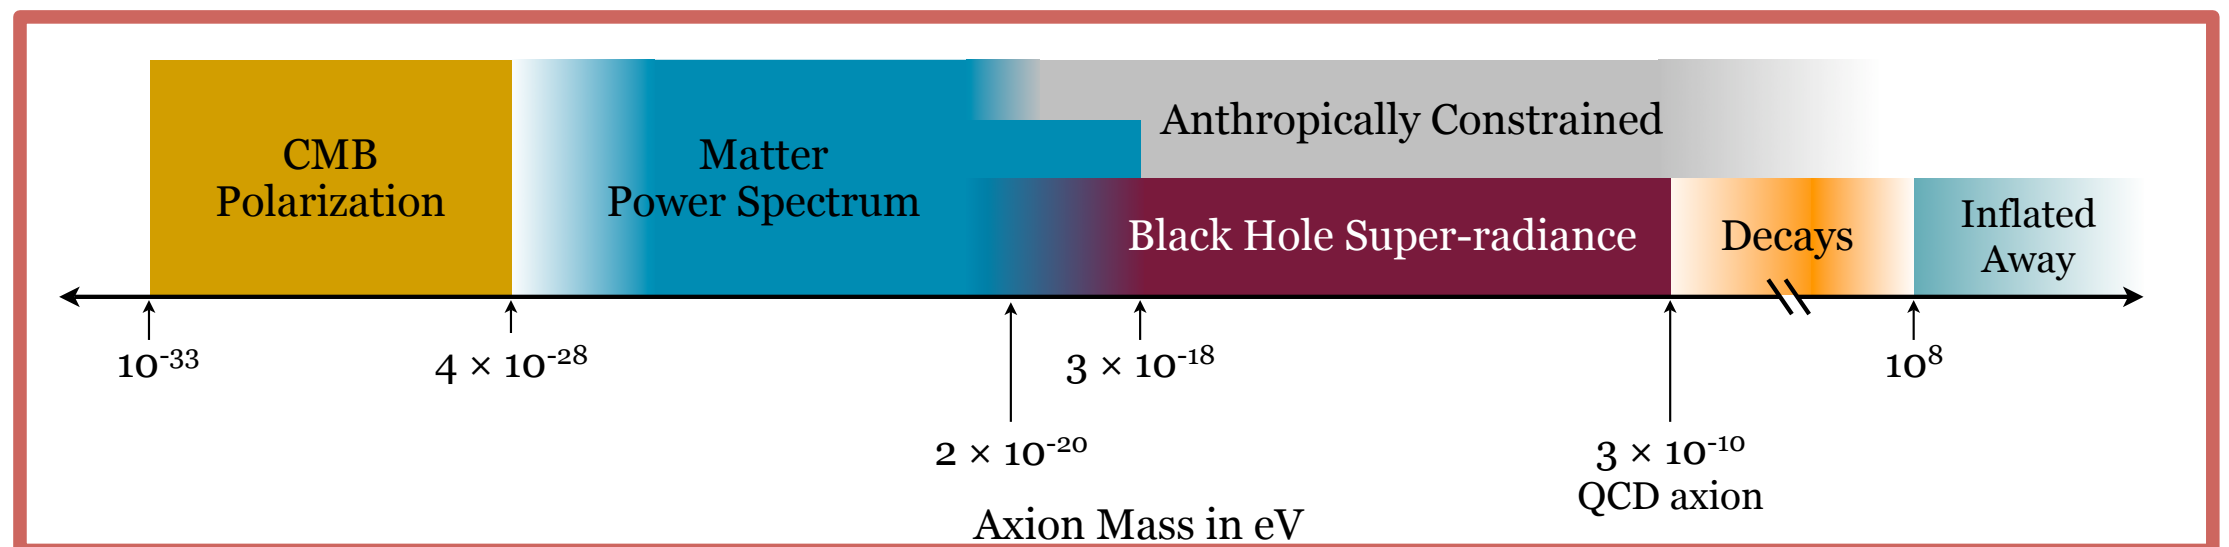 CMB
Polarization
Matter
Power Spectrum
Anthropically Constrained
Black Hole Super-radiance
Decays
Inflated
Away
10⁻³³
4 × 10⁻²⁸
3 × 10⁻¹⁸
10⁸
2 × 10⁻²⁰
3 × 10⁻¹⁰
QCD axion
Axion Mass in eV